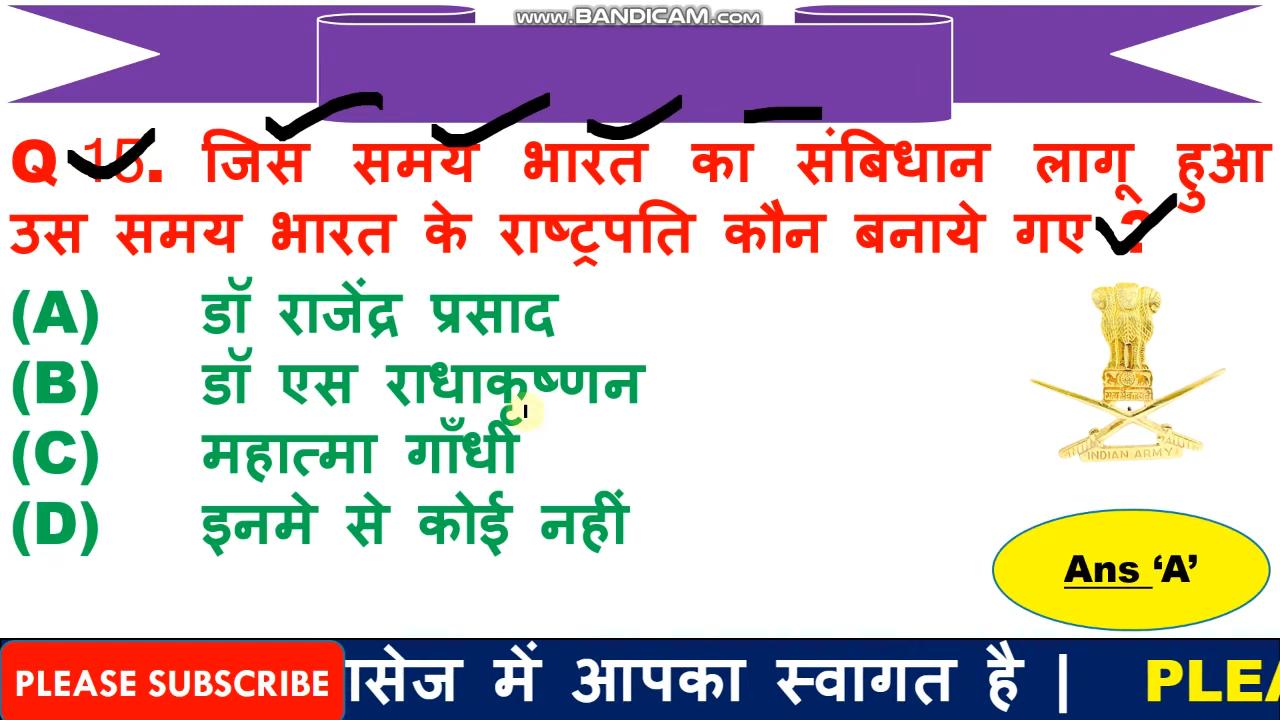 www.BANDICAM.com
Q 15. जिस समय भारत का संबिधान लागू हुआ
उस समय भारत के राष्ट्रपति कौन बनाये गए ?
(A) डॉ राजेंद्र प्रसाद
(B) डॉ एस राधाकृष्णन
(C) महात्मा गाँधी
(D) इनमे से कोई नहीं
INDIAN ARMY
Ans ‘A’
PLEASE SUBSCRIBE
ासेज में आपका स्वागत है | PLEA